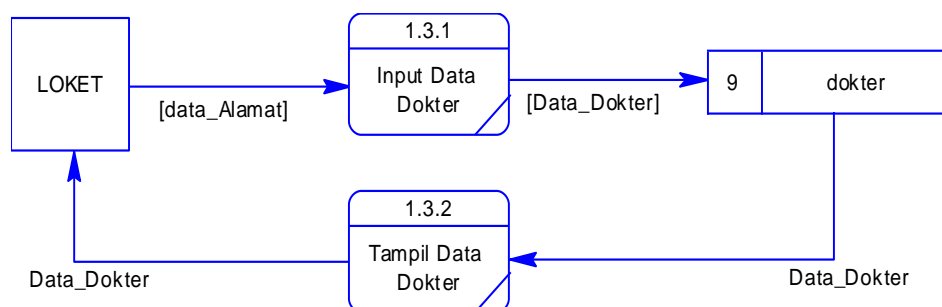 1.3.1
LOKET
Input Data
Dokter
9
dokter
[data_Alamat]
[Data_Dokter]
1.3.2
Tampil Data
Dokter
Data_Dokter
Data_Dokter